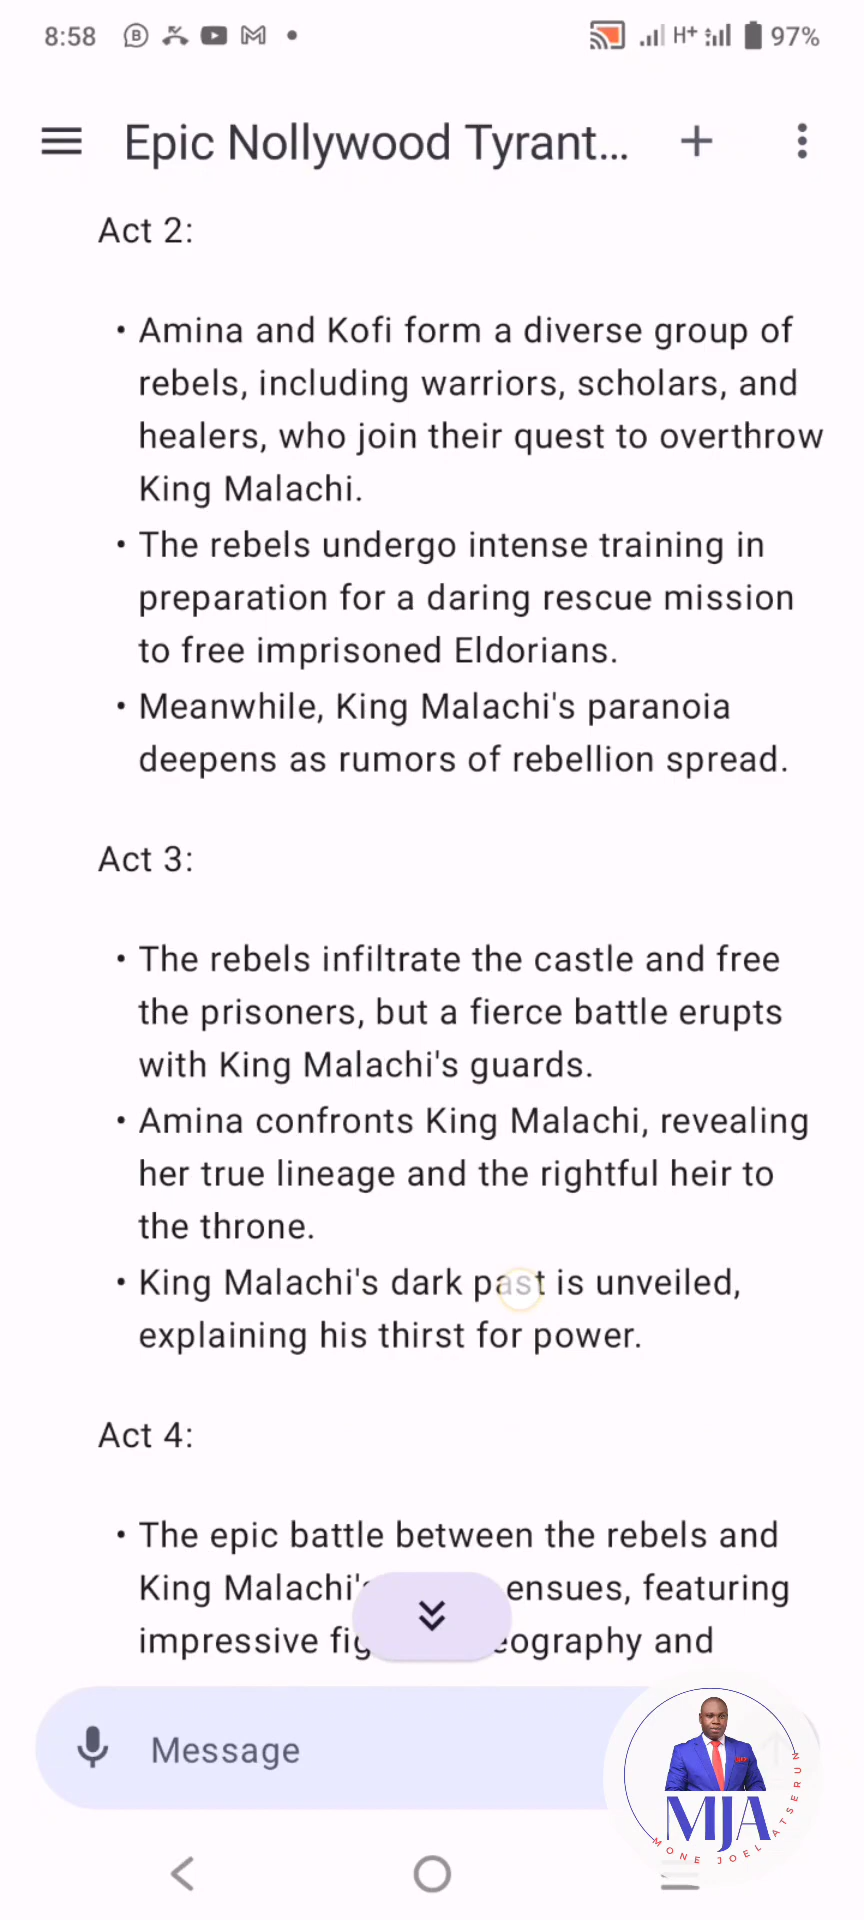 8:58
97%
H+
Epic Nollywood Tyrant...
Act 2:
• Amina and Kofi form a diverse group of
rebels, including warriors, scholars, and
healers, who join their quest to overthrow
King Malachi.
• The rebels undergo intense training in
preparation for a daring rescue mission
to free imprisoned Eldorians.
• Meanwhile, King Malachi's paranoia
deepens as rumors of rebellion spread.
Act 3:
• The rebels infiltrate the castle and free
the prisoners, but a fierce battle erupts
with King Malachi's guards.
• Amina confronts King Malachi, revealing
her true lineage and the rightful heir to
the throne.
• King Malachi's dark past is unveiled,
explaining his thirst for power.
Act 4:
• The epic battle between the rebels and
King Malachi's ensues, featuring
impressive and
Message
MJA
MONE JOEL ATSERUN